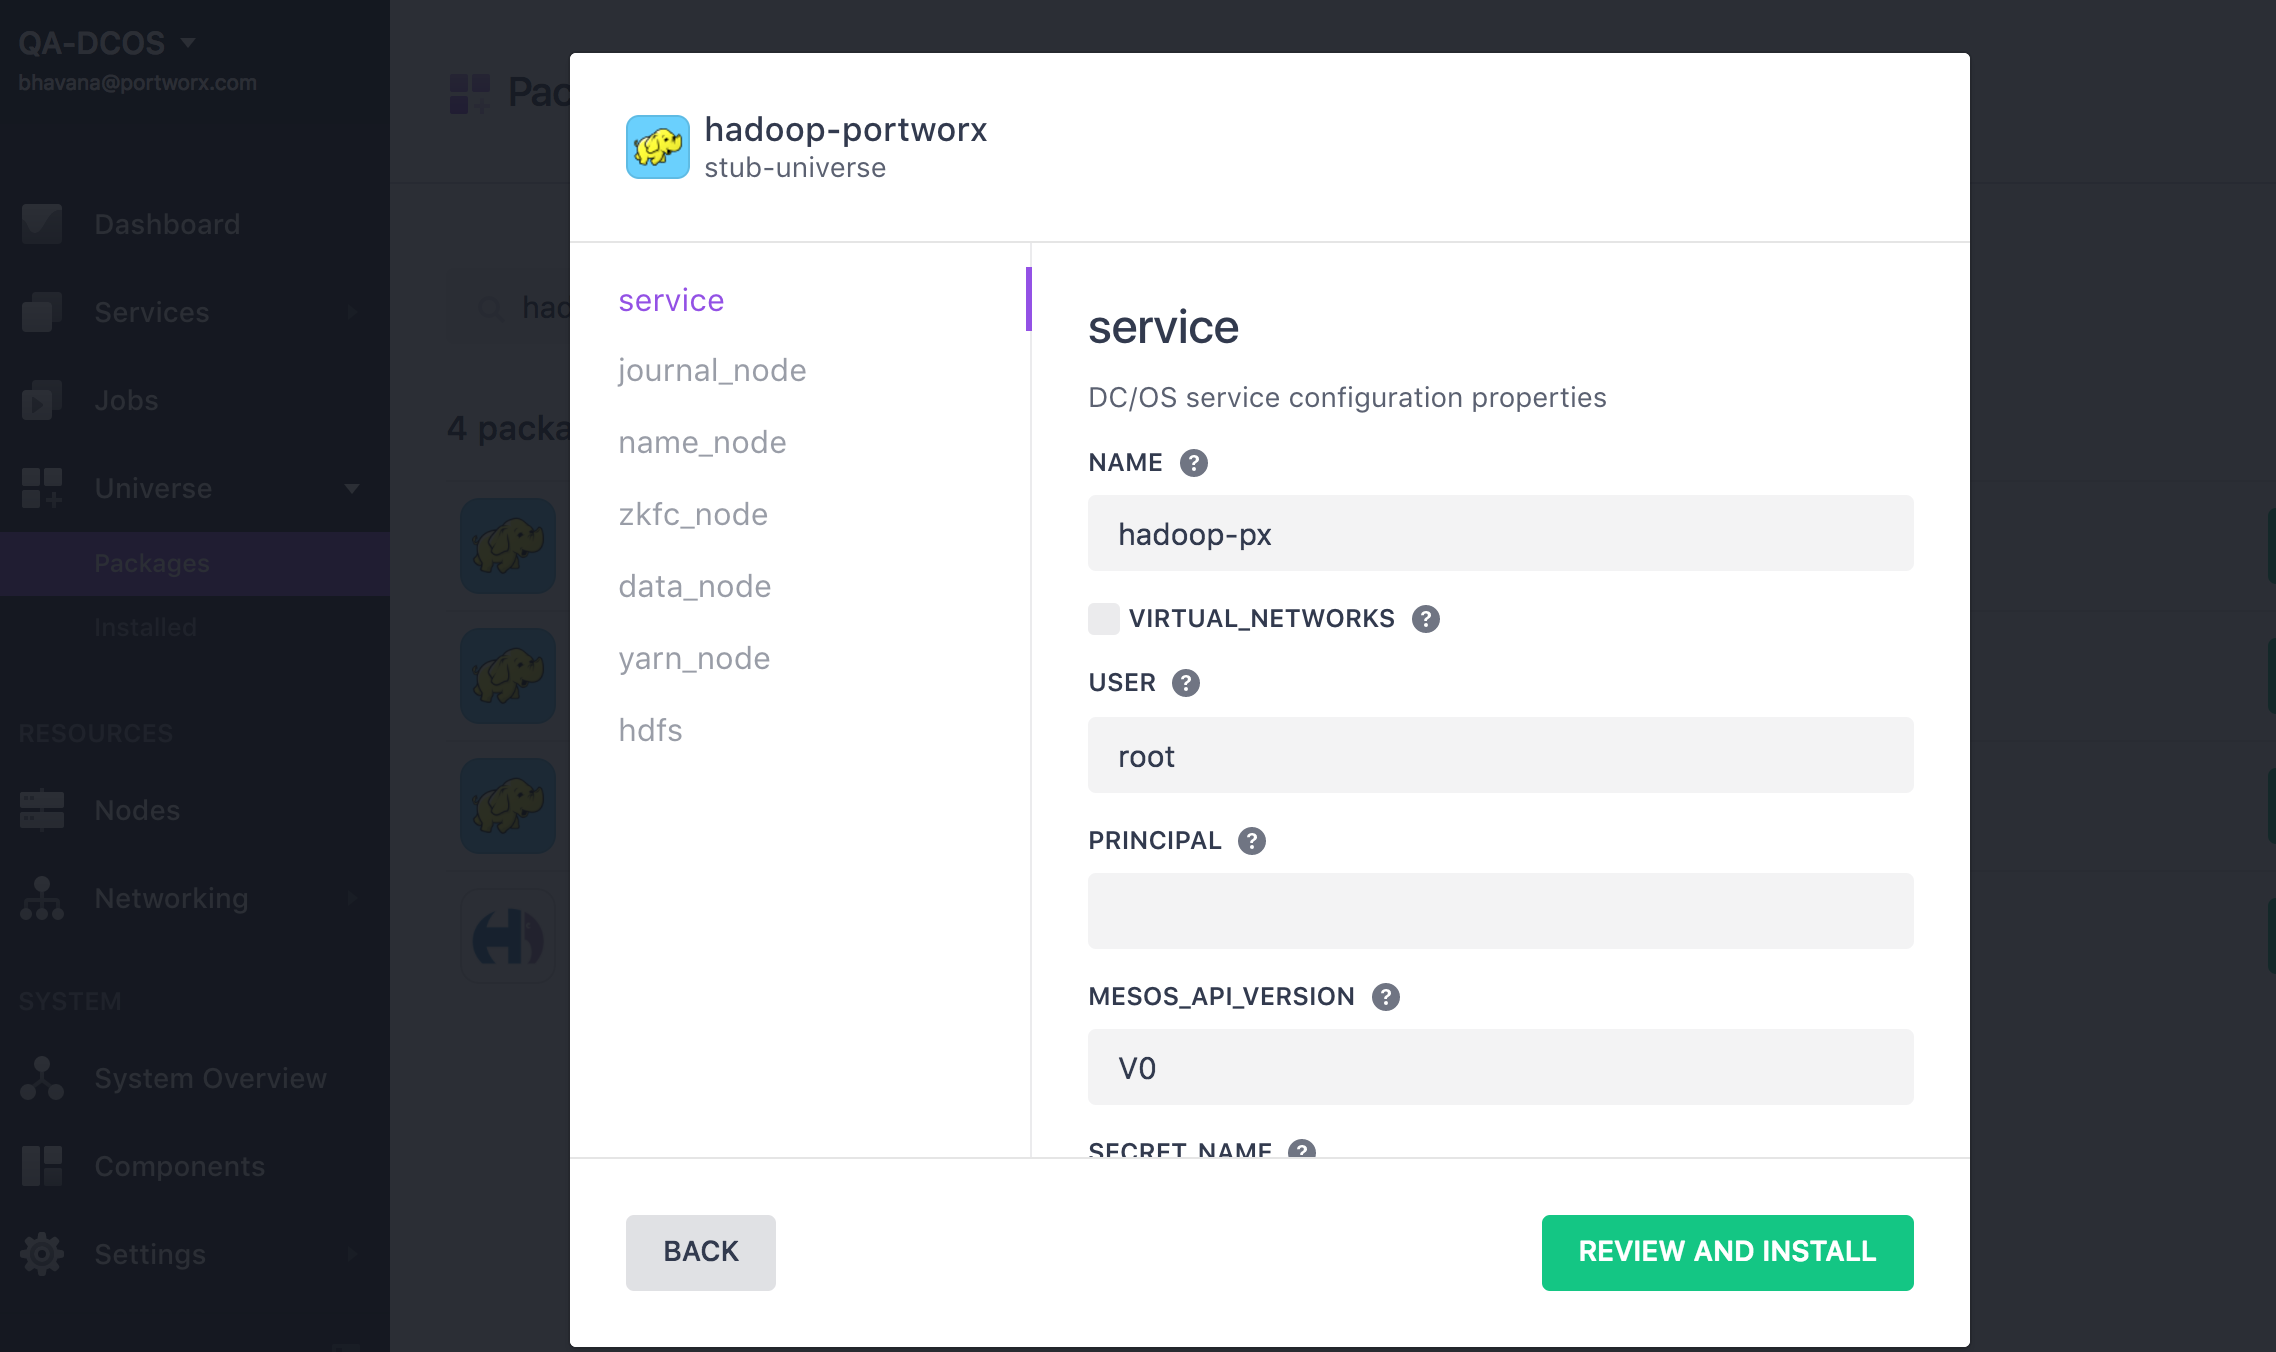 QA-DCOS
bhavana@portworx.com
Dashboard
Services
Jobs
Universe
Packages
Installed
RESOURCES
Nodes
Networking
SYSTEM
System Overview
Components
Settings
Pac
had
4 packa
hadoop-portworx
stub-universe
service
journal_node
name_node
zkfc_node
data_node
yarn_node
hdfs
service
DC/OS service configuration properties
NAME ?
hadoop-px
VIRTUAL_NETWORKS ?
USER ?
root
PRINCIPAL ?
MESOS_API_VERSION ?
V0
SECRET_NAME ?
BACK
REVIEW AND INSTALL